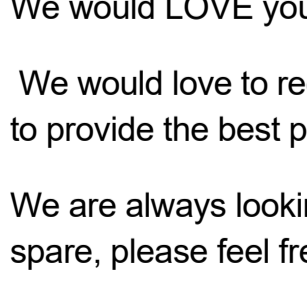 We would LOVE you
We would love to re
to provide the best p
We are always looki
spare, please feel fre